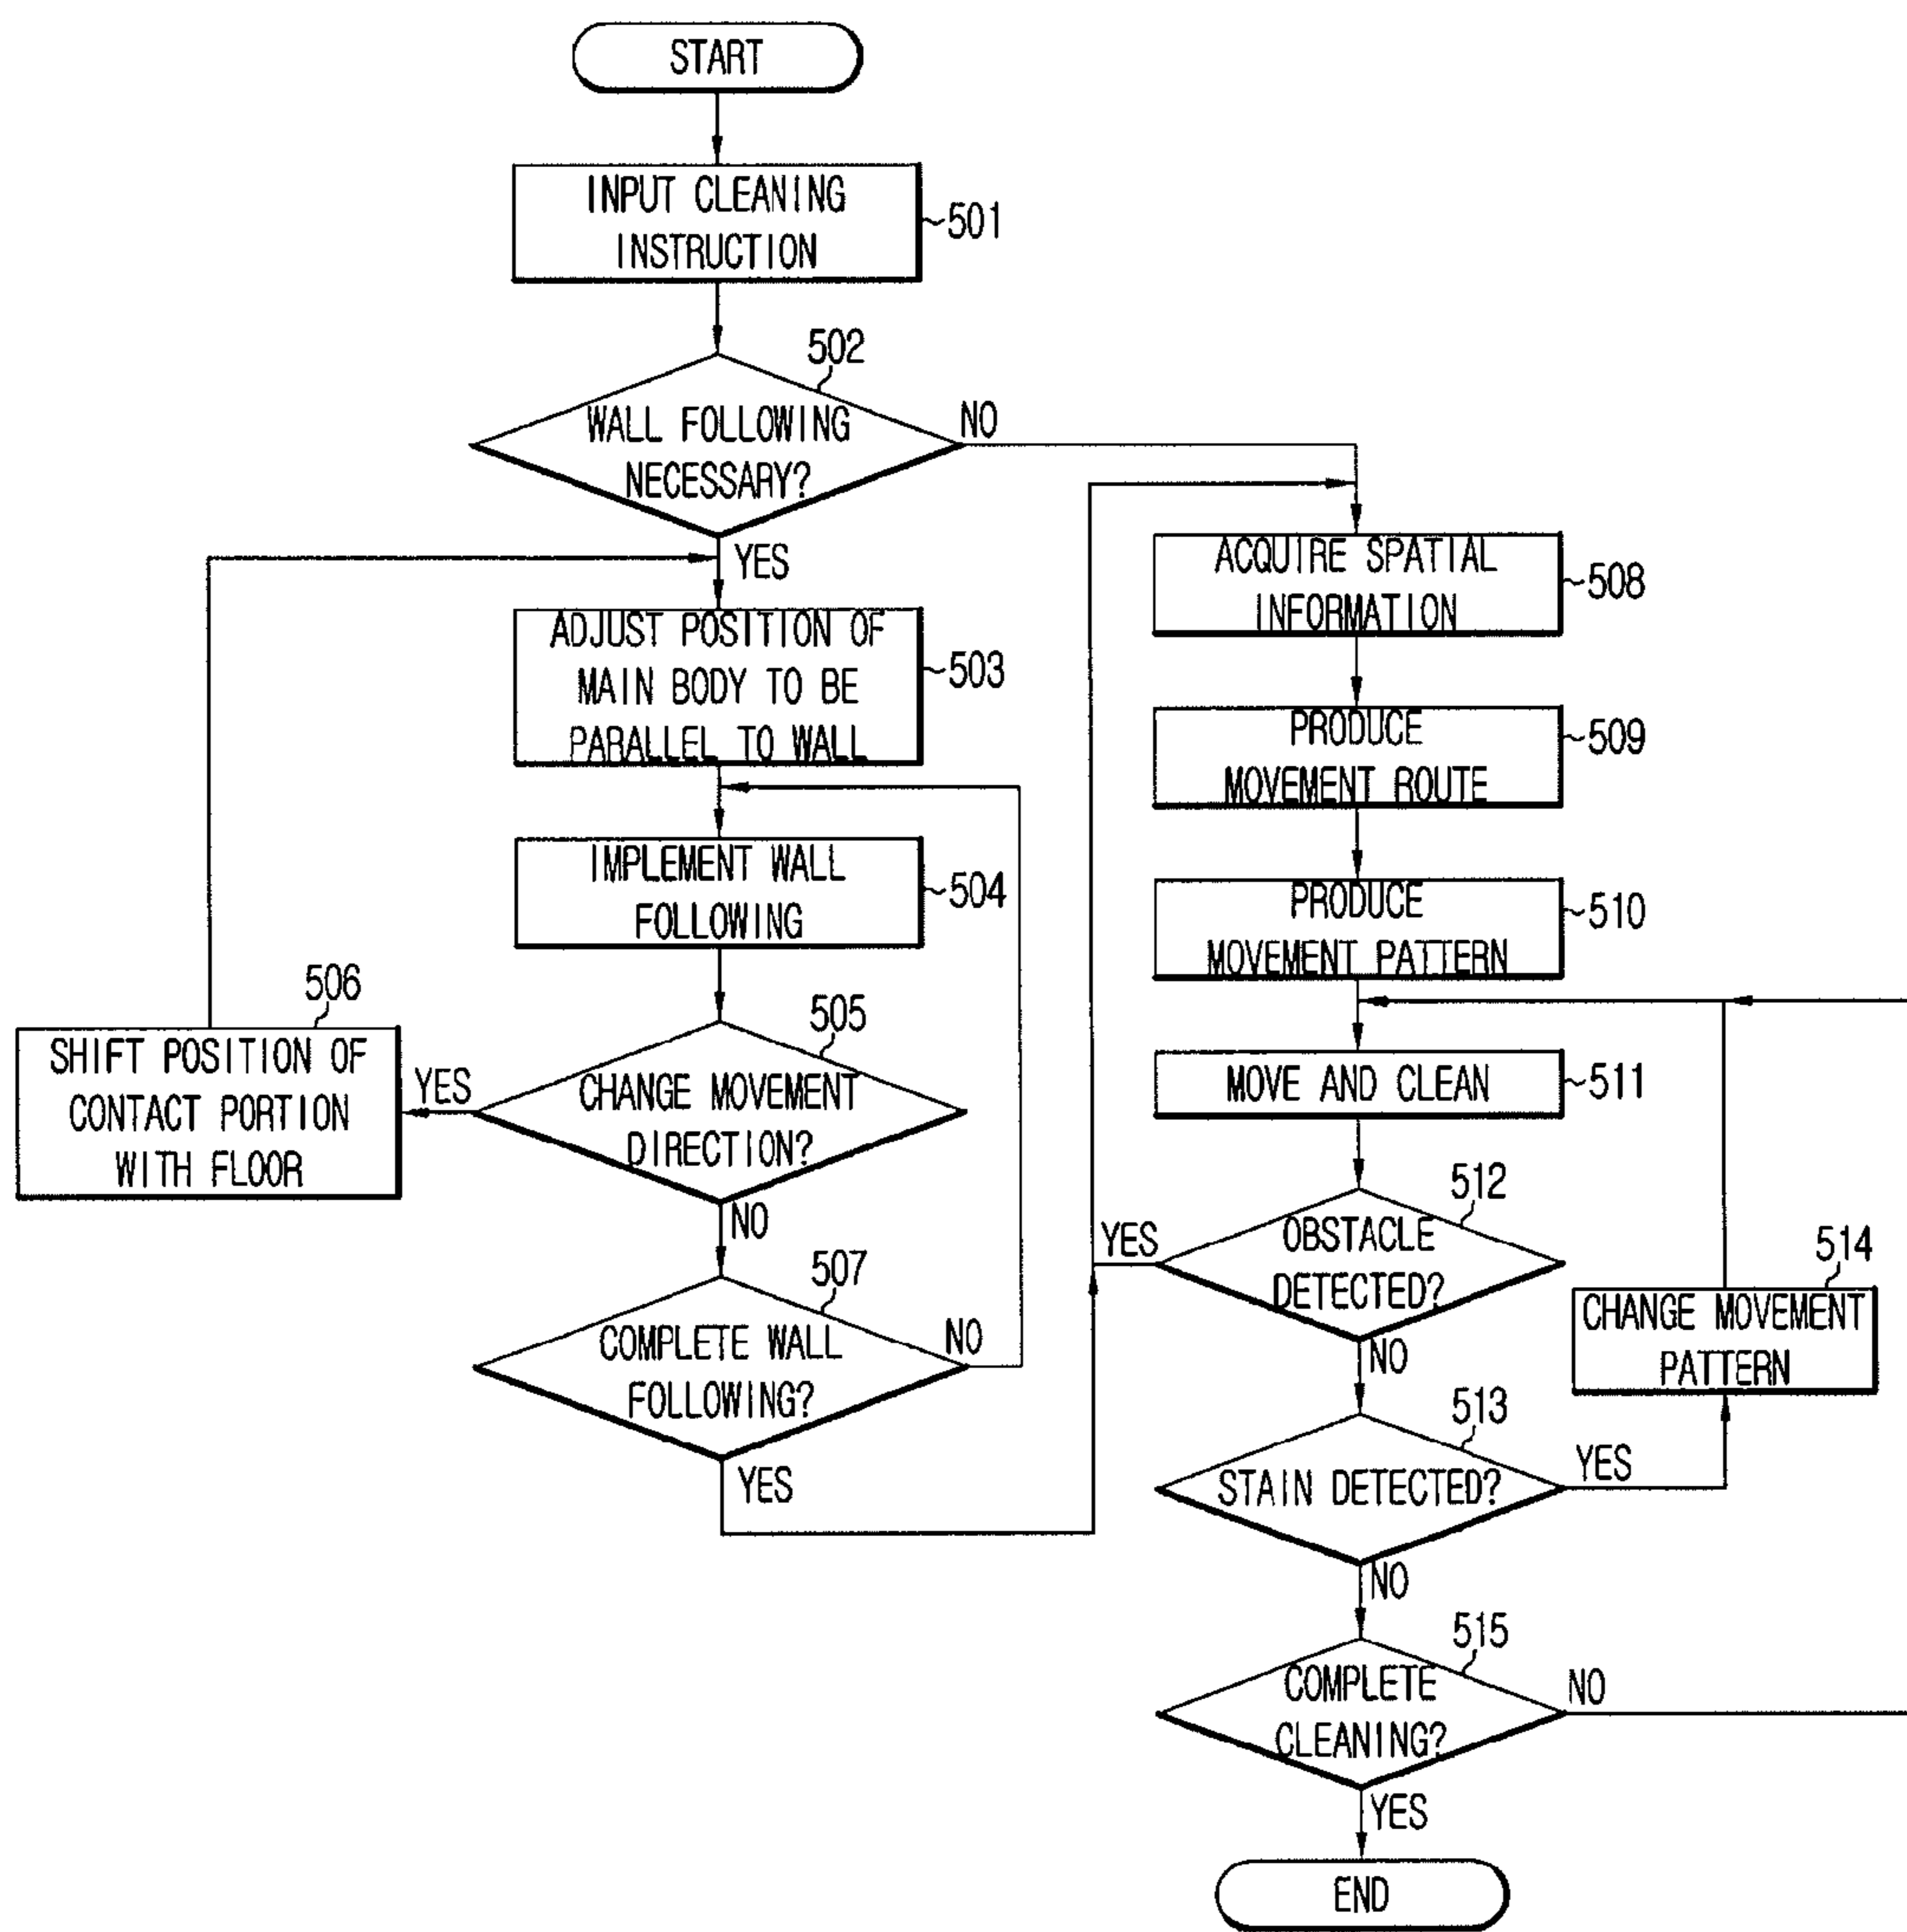 START
INPUT CLEANING
INSTRUCTION
501
502
WALL FOLLOWING
NECESSARY?
NO
YES
ADJUST POSITION OF
MAIN BODY TO BE
PARALLEL TO WALL
503
IMPLEMENT WALL
FOLLOWING
504
505
CHANGE MOVEMENT
DIRECTION?
YES
NO
506
SHIFT POSITION OF
CONTACT PORTION
WITH FLOOR
507
COMPLETE WALL
FOLLOWING?
NO
YES
ACQUIRE SPATIAL
INFORMATION
508
PRODUCE
MOVEMENT ROUTE
509
PRODUCE
MOVEMENT PATTERN
510
MOVE AND CLEAN
511
512
OBSTACLE
DETECTED?
YES
NO
513
STAIN DETECTED?
YES
NO
514
CHANGE MOVEMENT
PATTERN
515
COMPLETE
CLEANING?
NO
YES
END